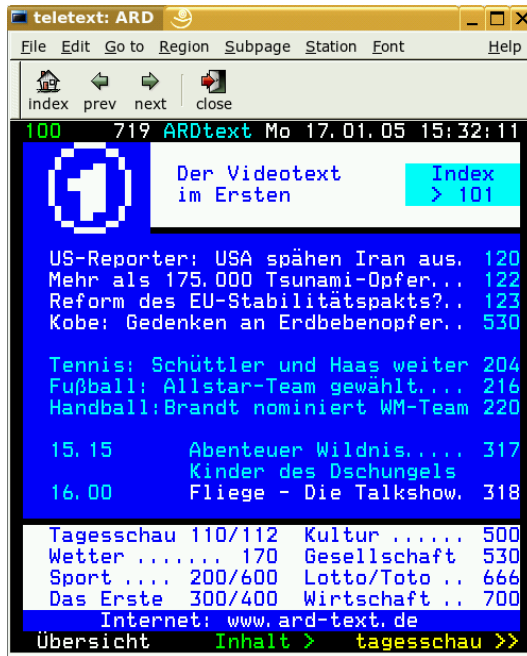 teletext: ARD
File Edit Go to Region Subpage Station Font Help
index prev next close
100 719 ARDtext Mo 17.01.05 15:32:11
1
Der Videotext Index
im Ersten > 101
US-Reporter: USA spähen Iran aus. 120
Mehr als 175.000 Tsunami-Opfer... 122
Reform des EU-Stabilitätspakts?.. 123
Kobe: Gedenken an Erdbebenopfer.. 530
Tennis: Schüttler und Haas weiter 204
Fußball: Allstar-Team gewählt.... 216
Handball:Brandt nominiert WM-Team 220
15.15 Abenteuer Wildnis..... 317
Kinder des Dschungels
16.00 Fliege - Die Talkshow. 318
Tagesschau 110/112 Kultur ...... 500
Wetter ....... 170 Gesellschaft 530
Sport .... 200/600 Lotto/Toto .. 666
Das Erste 300/400 Wirtschaft .. 700
Internet: www.ard-text.de
Übersicht Inhalt > tagesschau >>